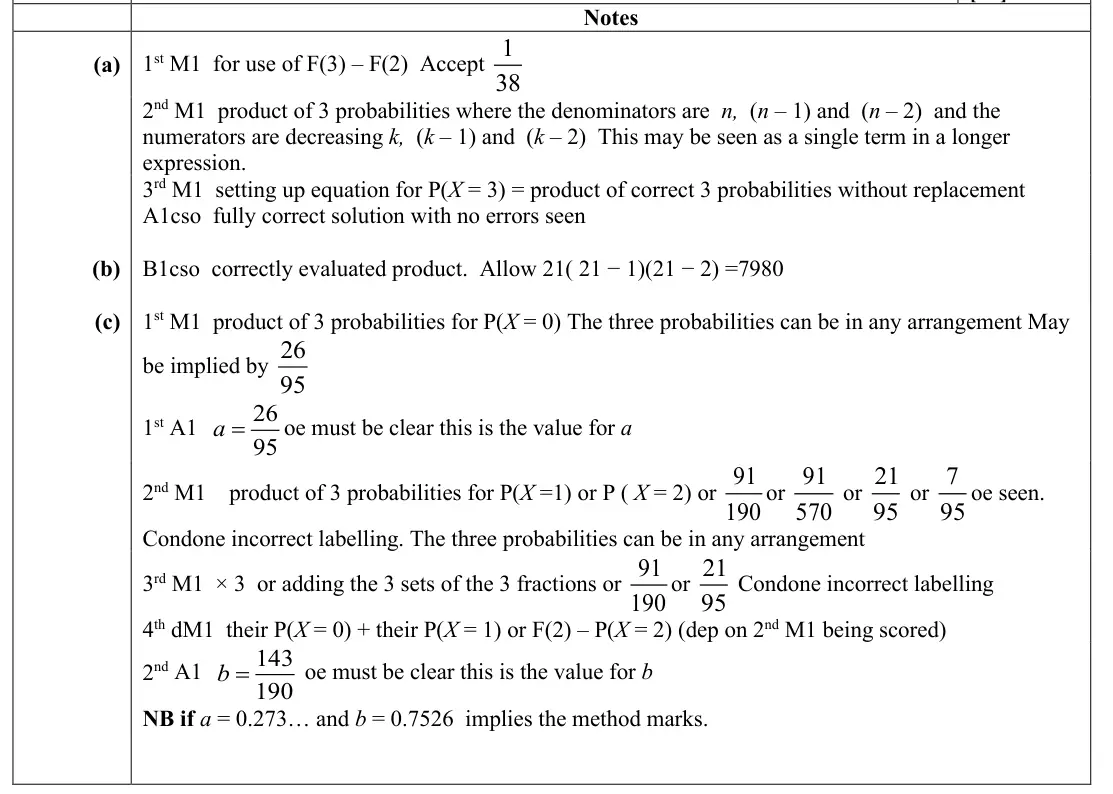 Notes
(a) 1st M1 for use of F(3) – F(2) Accept 1/38
2nd M1 product of 3 probabilities where the denominators are n, (n – 1) and (n – 2) and the
numerators are decreasing k, (k – 1) and (k – 2) This may be seen as a single term in a longer
expression.
3rd M1 setting up equation for P(X = 3) = product of correct 3 probabilities without replacement
A1cso fully correct solution with no errors seen
(b) B1cso correctly evaluated product. Allow 21( 21 − 1)(21 − 2) =7980
(c) 1st M1 product of 3 probabilities for P(X = 0) The three probabilities can be in any arrangement May
be implied by 26/95
1st A1 a = 26/95 oe must be clear this is the value for a
2nd M1 product of 3 probabilities for P(X =1) or P ( X = 2) or 91/190 or 91/570 or 21/95 or 7/95 oe seen.
Condone incorrect labelling. The three probabilities can be in any arrangement
3rd M1 × 3 or adding the 3 sets of the 3 fractions or 91/190 or 21/95 Condone incorrect labelling
4th dM1 their P(X = 0) + their P(X = 1) or F(2) – P(X = 2) (dep on 2nd M1 being scored)
2nd A1 b = 143/190 oe must be clear this is the value for b
NB if a = 0.273… and b = 0.7526 implies the method marks.